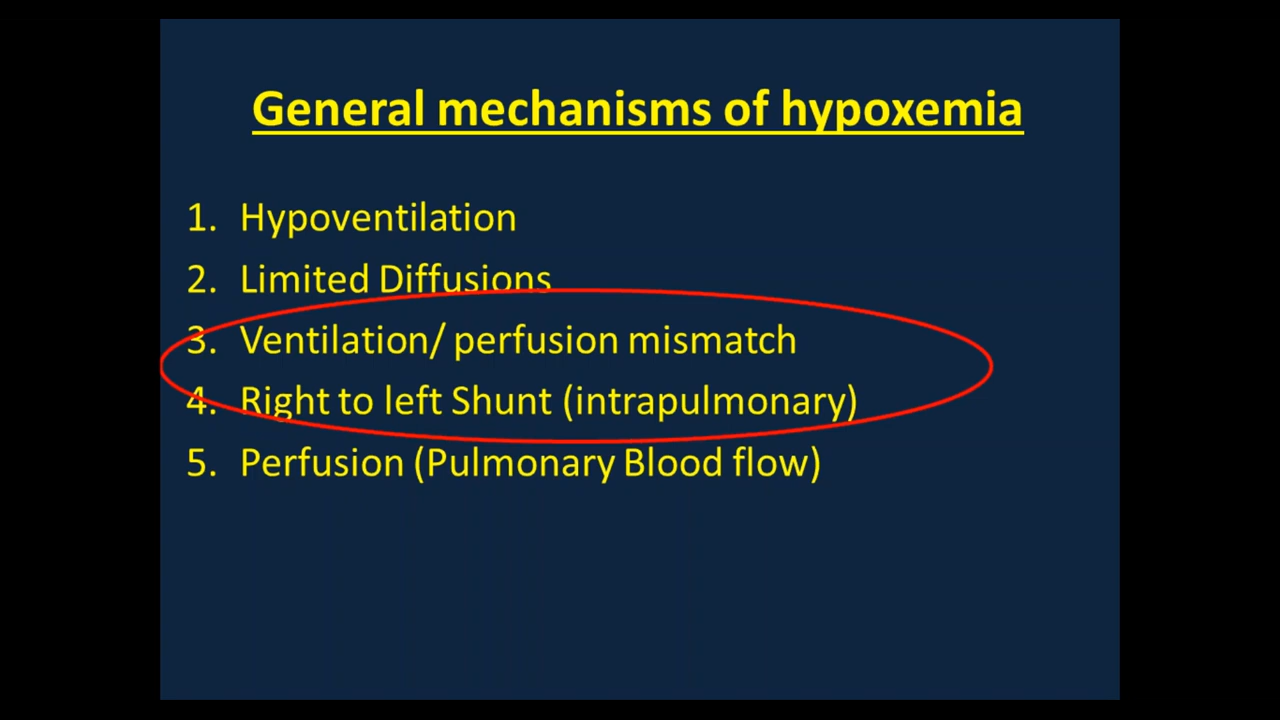 General mechanisms of hypoxemia
1. Hypoventilation
2. Limited Diffusions
3. Ventilation/ perfusion mismatch
4. Right to left Shunt (intrapulmonary)
5. Perfusion (Pulmonary Blood flow)